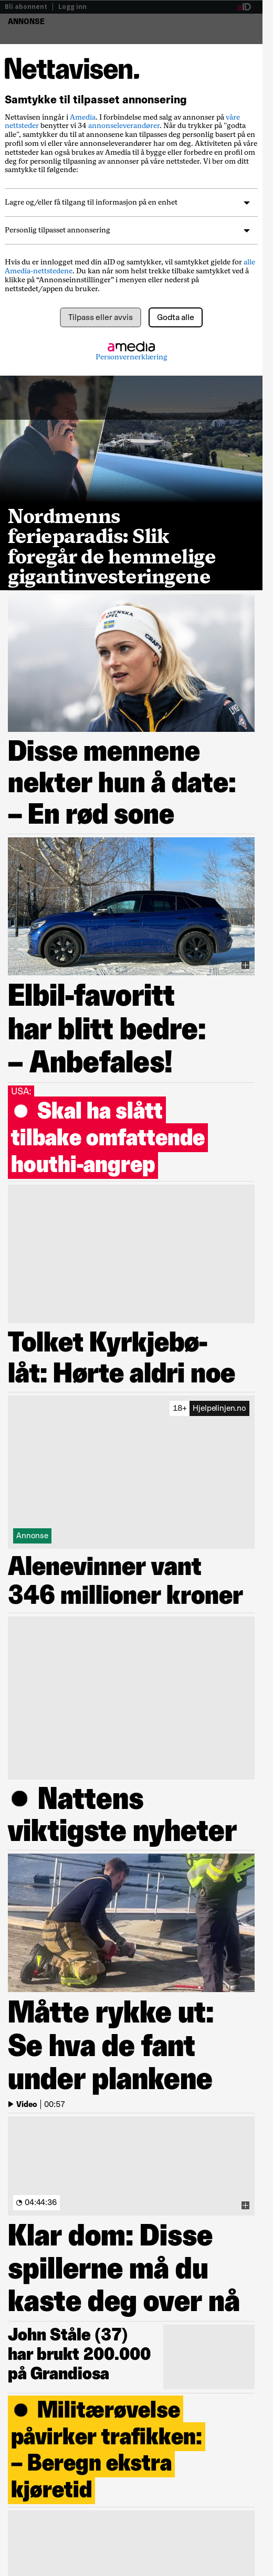 Bli abonnent | Logg inn
aID
ANNONSE
Nettavisen.
Samtykke til tilpasset annonsering
Nettavisen inngår i Amedia. I forbindelse med salg av annonser på våre
nettsteder benytter vi 34 annonseleverandører. Når du trykker på "godta
alle", samtykker du til at annonsene kan tilpasses deg personlig basert på en
profil som vi eller våre annonseleverandører har om deg. Aktiviteten på våre
nettsteder kan også brukes av Amedia til å bygge eller forbedre en profil om
deg for personlig tilpasning av annonser på våre nettsteder. Vi ber om ditt
samtykke til følgende:
Lagre og/eller få tilgang til informasjon på en enhet
Personlig tilpasset annonsering
Hvis du er innlogget med din aID og samtykker, vil samtykket gjelde for alle
Amedia-nettstedene. Du kan når som helst trekke tilbake samtykket ved å
klikke på “Annonseinnstillinger” i menyen eller nederst på
nettstedet/appen du bruker.
Tilpass eller avvis
Godta alle
amedia
Personvernerklæring
Nordmenns
ferieparadis: Slik
foregår de hemmelige
gigantinvesteringene
Disse mennene
nekter hun å date:
– En rød sone
Elbil-favoritt
har blitt bedre:
– Anbefales!
USA:
Skal ha slått
tilbake omfattende
houthi-angrep
Tolket Kyrkjebø-
låt: Hørte aldri noe
18+ Hjelpelinjen.no
Annonse
Alenevinner vant
346 millioner kroner
Nattens
viktigste nyheter
Måtte rykke ut:
Se hva de fant
under plankene
Video | 00:57
04:44:36
Klar dom: Disse
spillerne må du
kaste deg over nå
John Ståle (37)
har brukt 200.000
på Grandiosa
Militærøvelse
påvirker trafikken:
– Beregn ekstra
kjøretid